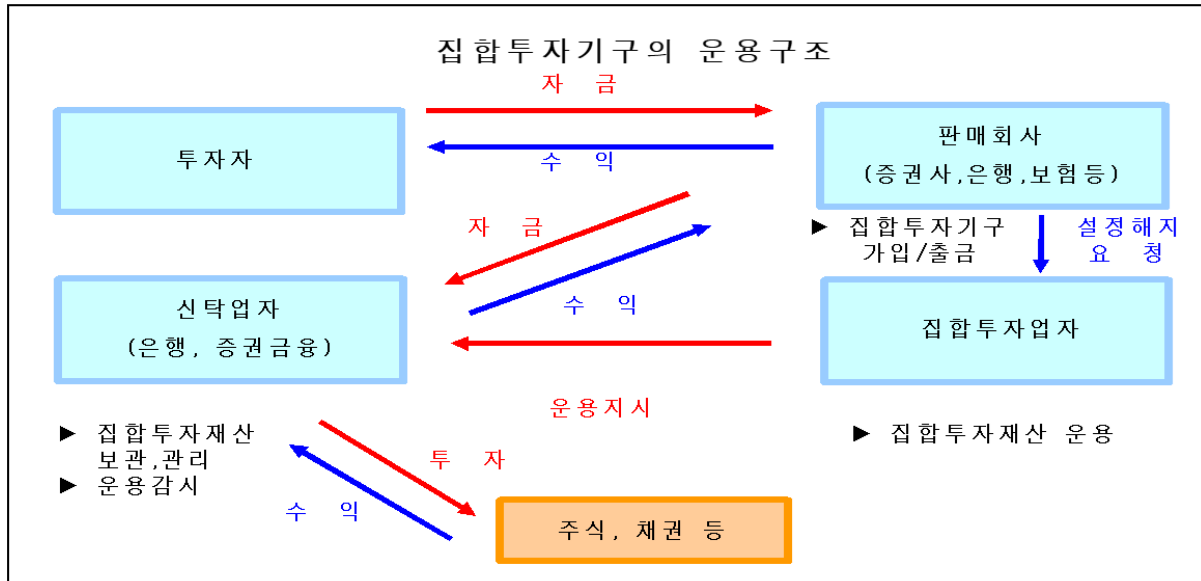 집합투자기구의 운용구조
자 금
투자자
수 익
판매회사
(증권사,은행,보험등)
자 금
▶ 집합투자기구
가입/출금
설정해지
요 청
신탁업자
(은행, 증권금융)
수 익
집합투자업자
운용지시
▶ 집합투자재산
보관,관리
▶ 운용감시
▶ 집합투자재산 운용
투 자
수 익
주식, 채권 등